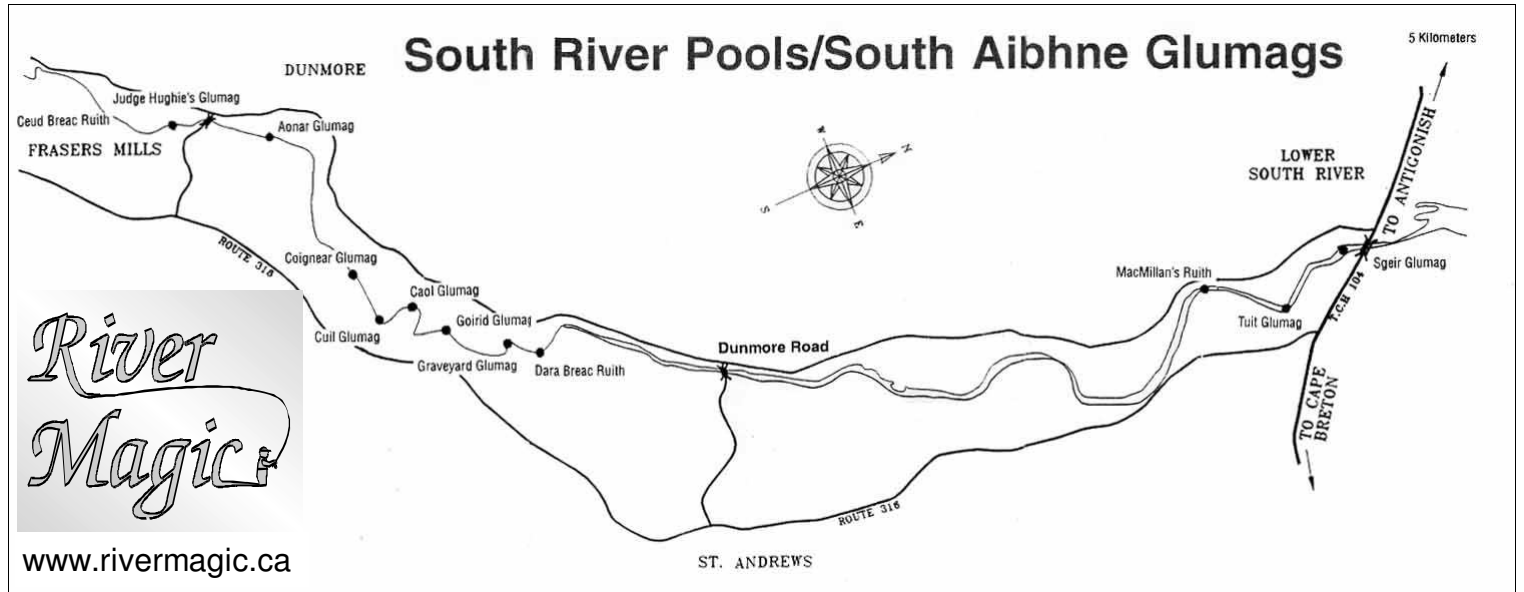 South River Pools/South Aibhne Glumags
5 Kilometers
DUNMORE
Judge Hughie's Glumag
Ceud Breac Ruith
Aonar Glumag
FRASERS MILLS
N
W
S
E
LOWER
SOUTH RIVER
TO ANTIGONISH
ROUTE 316
Coignear Glumag
Caol Glumag
MacMillan's Ruith
Sgeir Glumag
T.C.H 104
Goirid Glumag
Tuit Glumag
Cuil Glumag
Dunmore Road
Graveyard Glumag
Dara Breac Ruith
TO CAPE
BRETON
River
Magic
ROUTE 316
www.rivermagic.ca
ST. ANDREWS